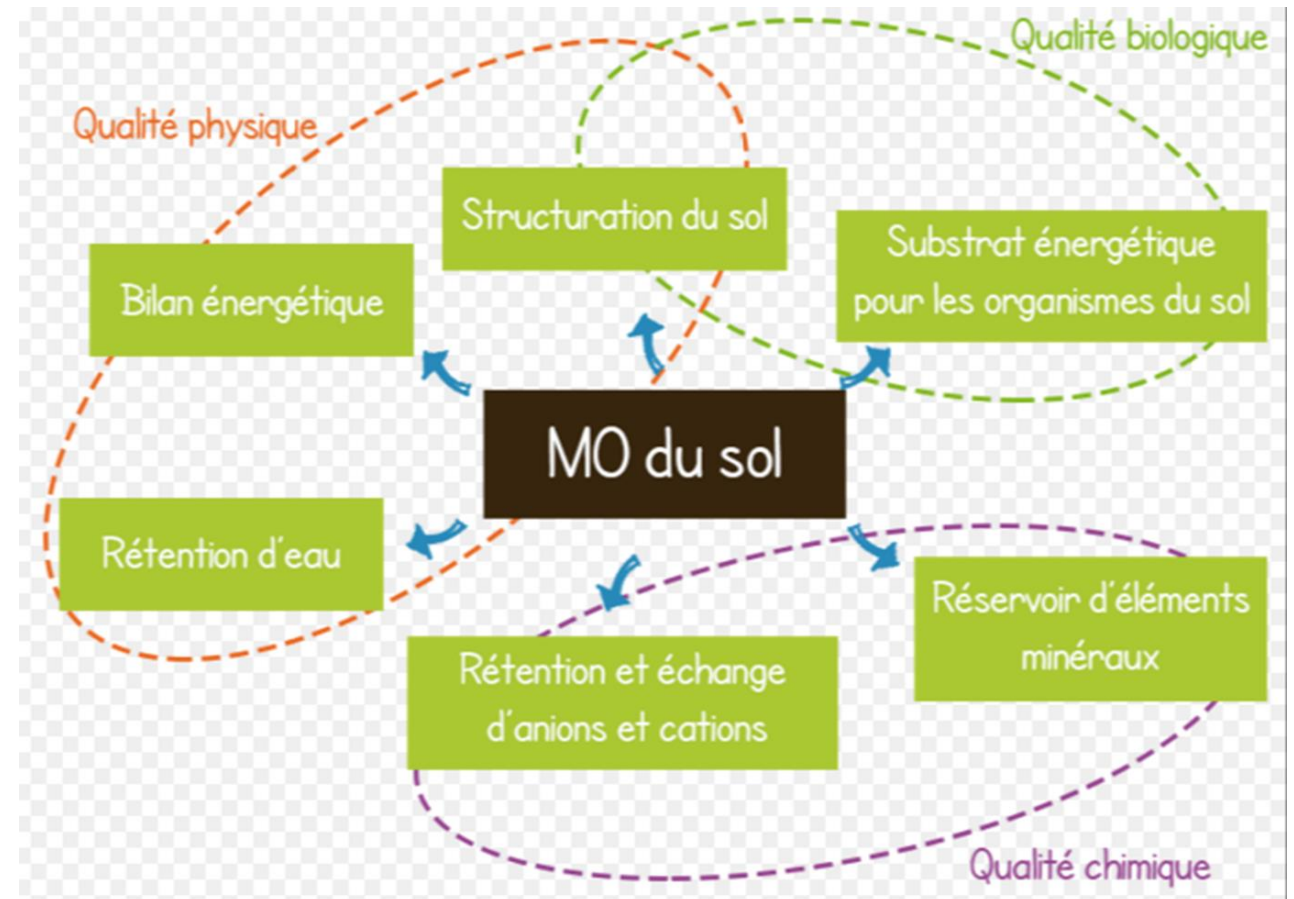 Qualité biologique
Qualité physique
Structuration du sol
Substrat énergétique
pour les organismes du sol
Bilan énergétique
MO du sol
Rétention d'eau
Réservoir d'éléments
minéraux
Rétention et échange
d'anions et cations
Qualité chimique